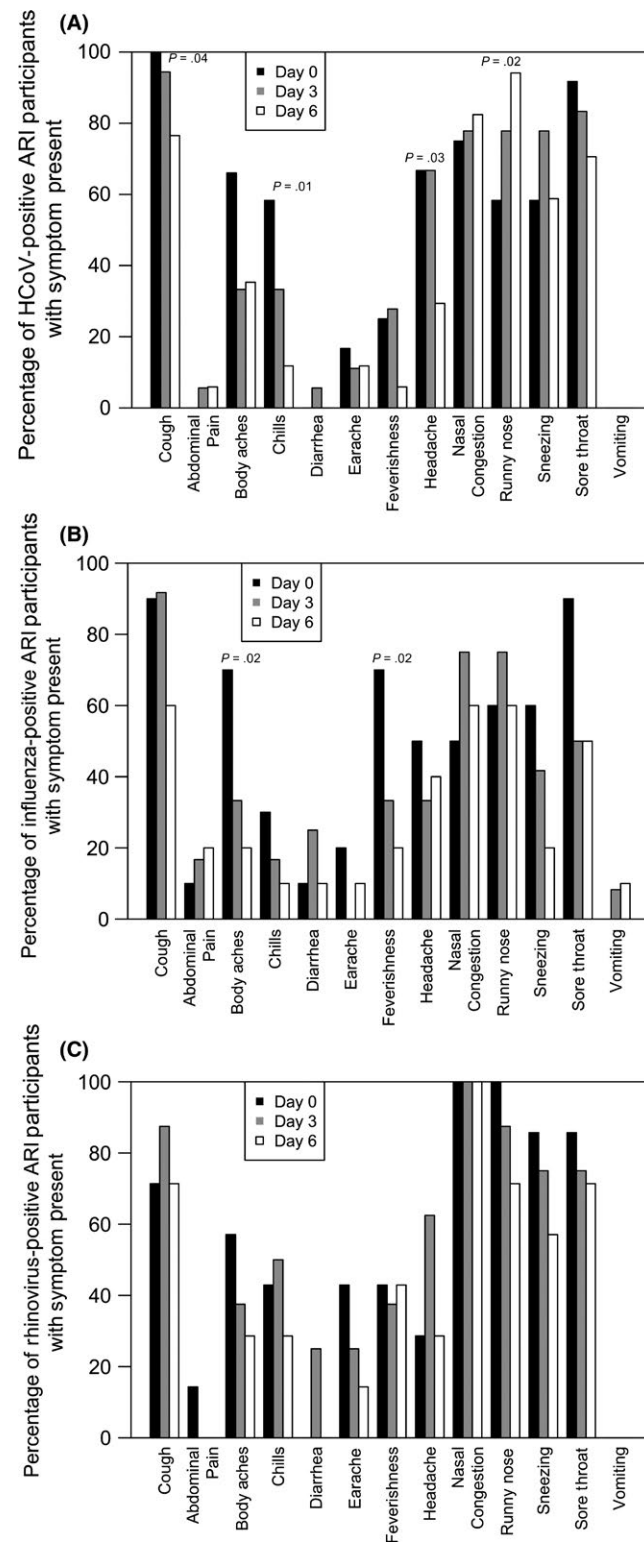 (A)
Percentage of HCoV-positive ARI participants
with symptom present
100
80
60
40
20
0
P = .04
P = .01
P = .03
P = .02
Day 0
Day 3
Day 6
Cough
Abdominal
Pain
Body aches
Chills
Diarrhea
Earache
Feverishness
Headache
Nasal
Congestion
Runny nose
Sneezing
Sore throat
Vomiting
(B)
Percentage of influenza-positive ARI participants
with symptom present
100
80
60
40
20
0
P = .02
P = .02
Day 0
Day 3
Day 6
Cough
Abdominal
Pain
Body aches
Chills
Diarrhea
Earache
Feverishness
Headache
Nasal
Congestion
Runny nose
Sneezing
Sore throat
Vomiting
(C)
Percentage of rhinovirus-positive ARI participants
with symptom present
100
80
60
40
20
0
Day 0
Day 3
Day 6
Cough
Abdominal
Pain
Body aches
Chills
Diarrhea
Earache
Feverishness
Headache
Nasal
Congestion
Runny nose
Sneezing
Sore throat
Vomiting